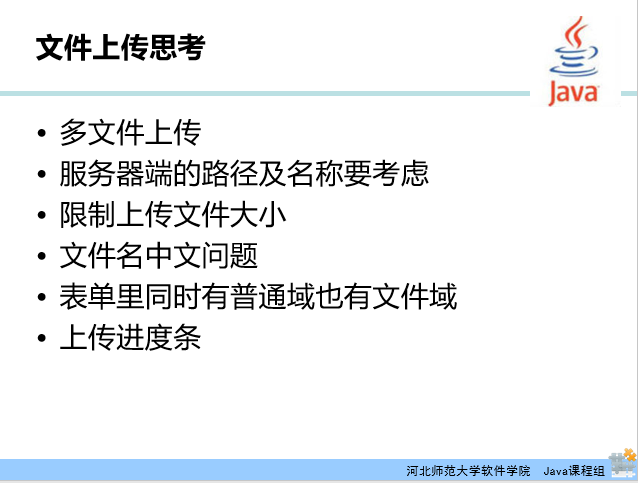 文件上传思考
Java
• 多文件上传
• 服务器端的路径及名称要考虑
• 限制上传文件大小
• 文件名中文问题
• 表单里同时有普通域也有文件域
• 上传进度条
河北师范大学软件学院 Java课程组